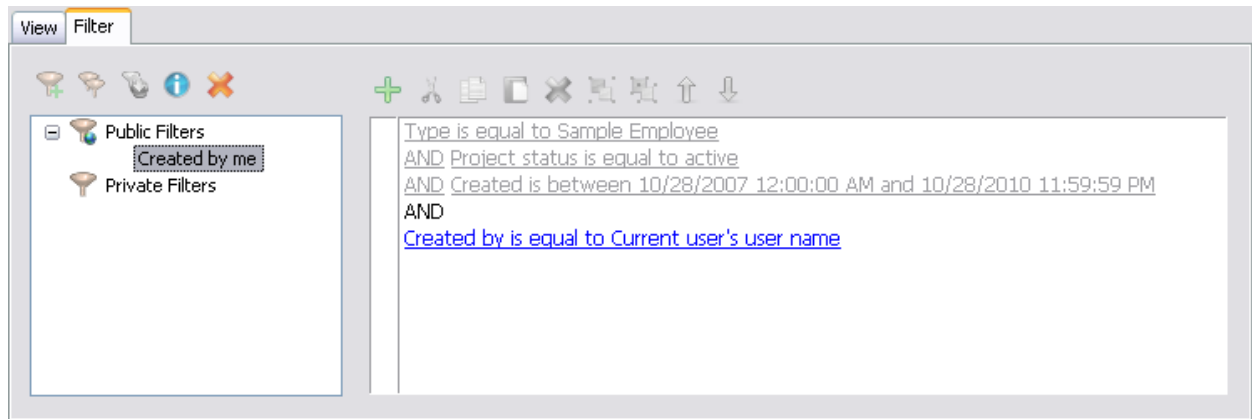 View Filter
Public Filters
Created by me
Private Filters
Type is equal to Sample Employee
AND Project status is equal to active
AND Created is between 10/28/2007 12:00:00 AM and 10/28/2010 11:59:59 PM
AND
Created by is equal to Current user's user name